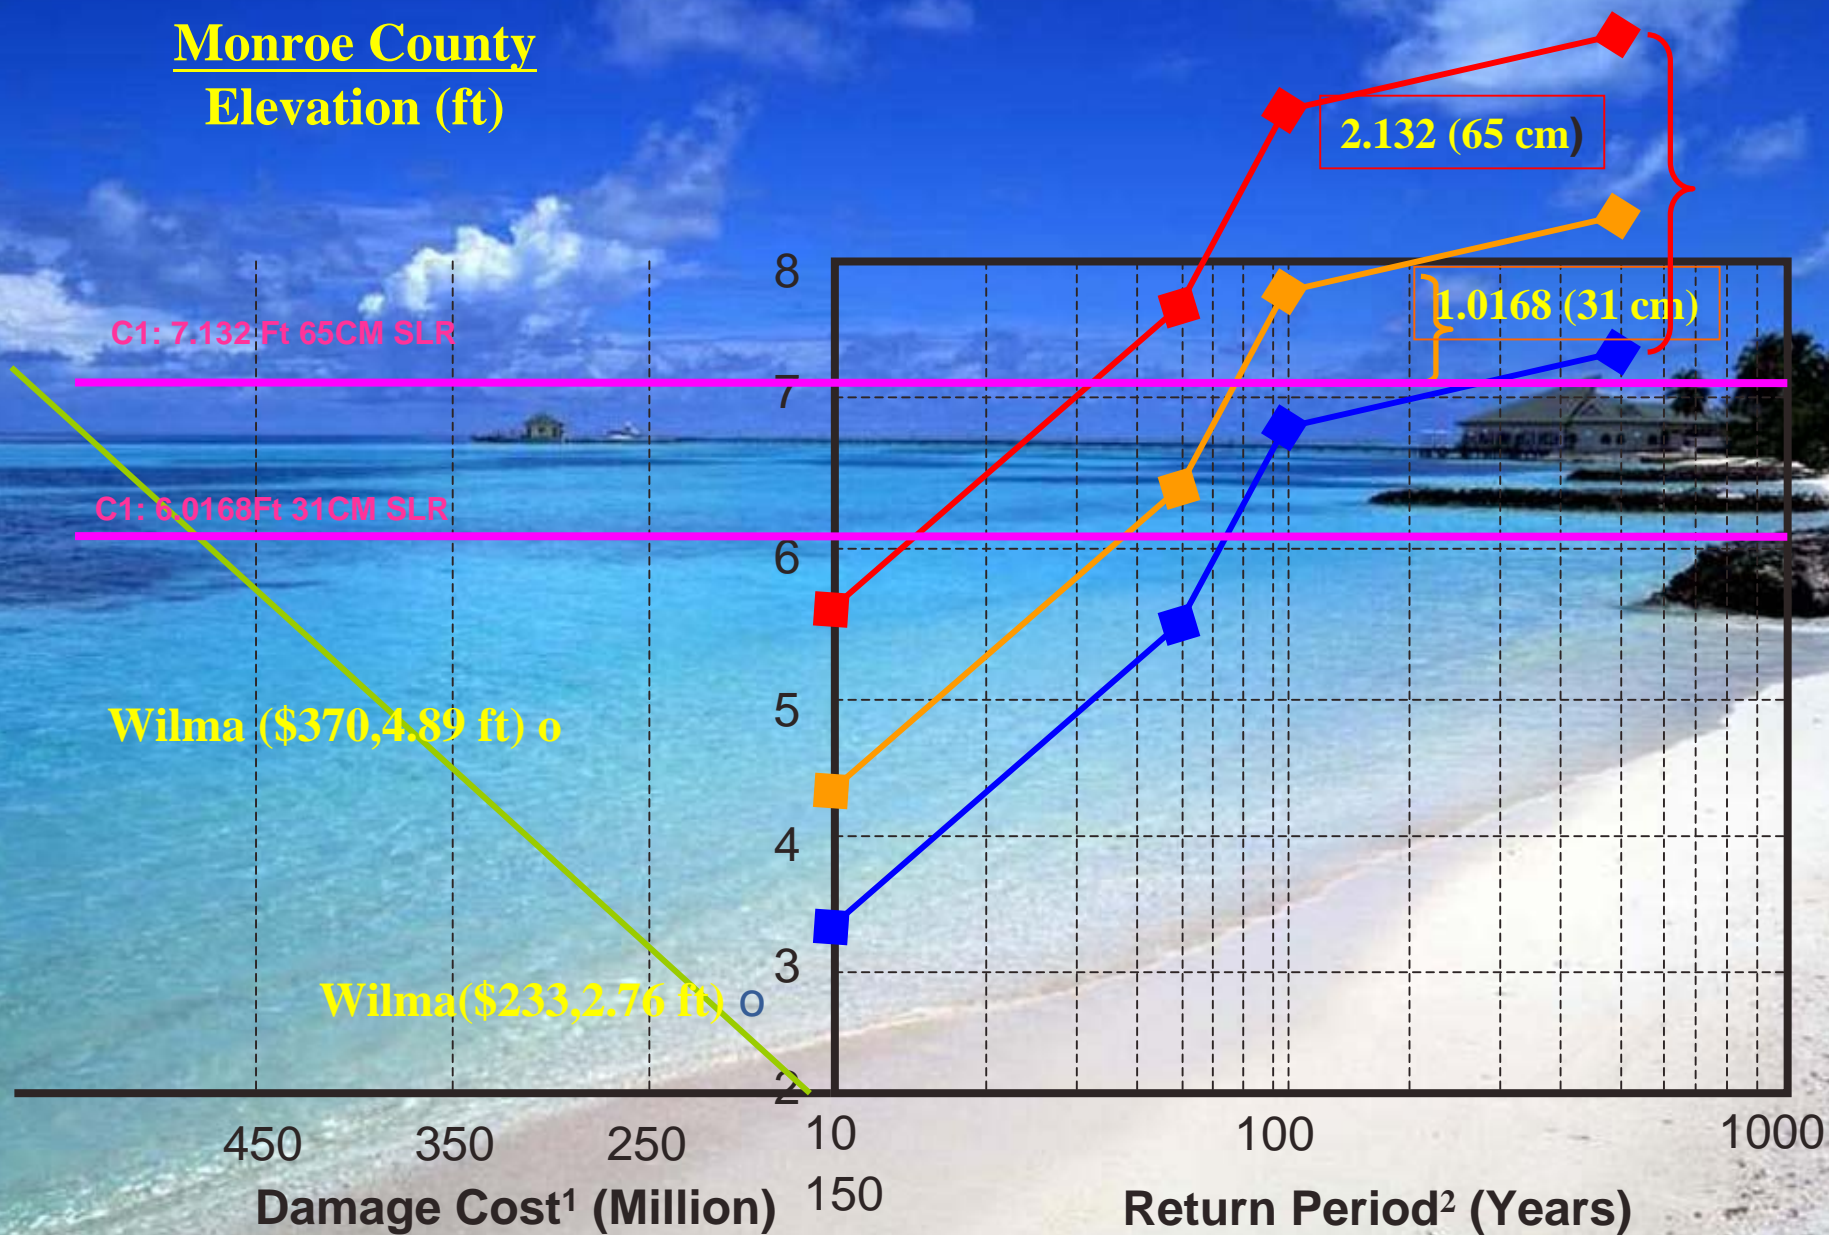 Monroe County
Elevation (ft)
2.132 (65 cm)
8
1.0168 (31 cm)
C1: 7.132 Ft 65CM SLR
7
C1: 6.0168Ft 31CM SLR
6
5
Wilma ($370,4.89 ft) o
4
3
Wilma($233,2.76 ft) o
2
450 350 250 10 100 1000
150
Damage Cost¹ (Million) Return Period² (Years)